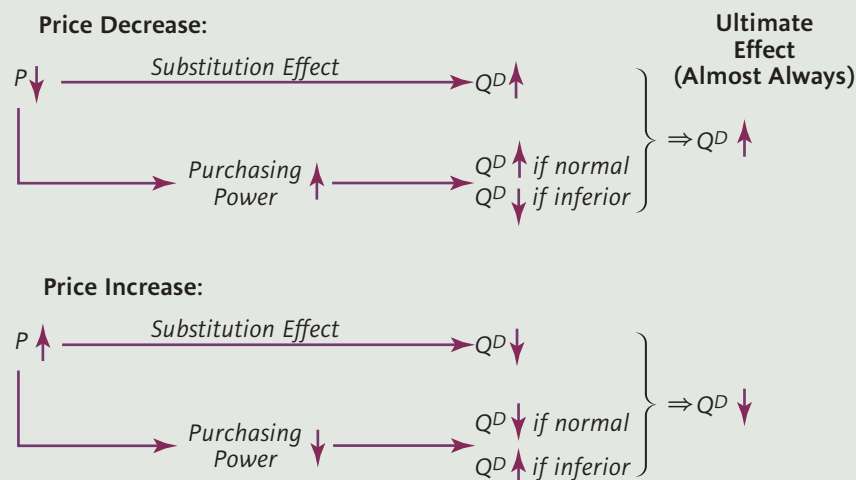 Price Decrease:
Ultimate
Effect
(Almost Always)
P Substitution Effect Q^D
Purchasing
Power
Q^D if normal
Q^D if inferior
⇒ Q^D
Price Increase:
P Substitution Effect Q^D
Purchasing
Power
Q^D if normal
Q^D if inferior
⇒ Q^D